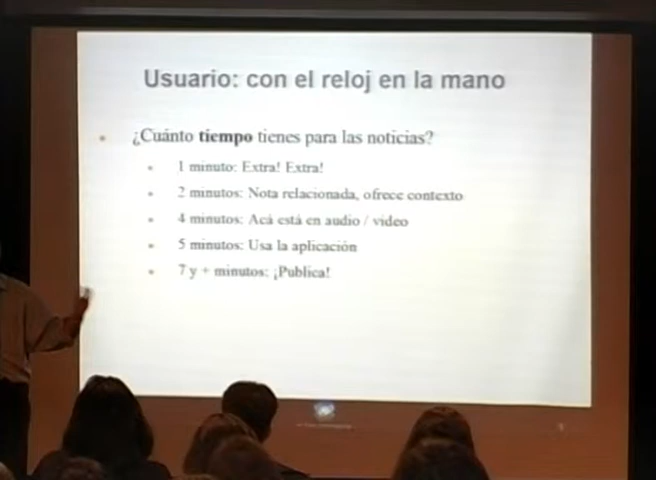 Usuario: con el reloj en la mano
¿Cuánto tiempo tienes para las noticias?
1 minuto: Extra! Extra!
2 minutos: Nota relacionada, ofrece contexto
4 minutos: Acá está en audio / video
5 minutos: Usa la aplicación
7 y + minutos: ¡Publica!